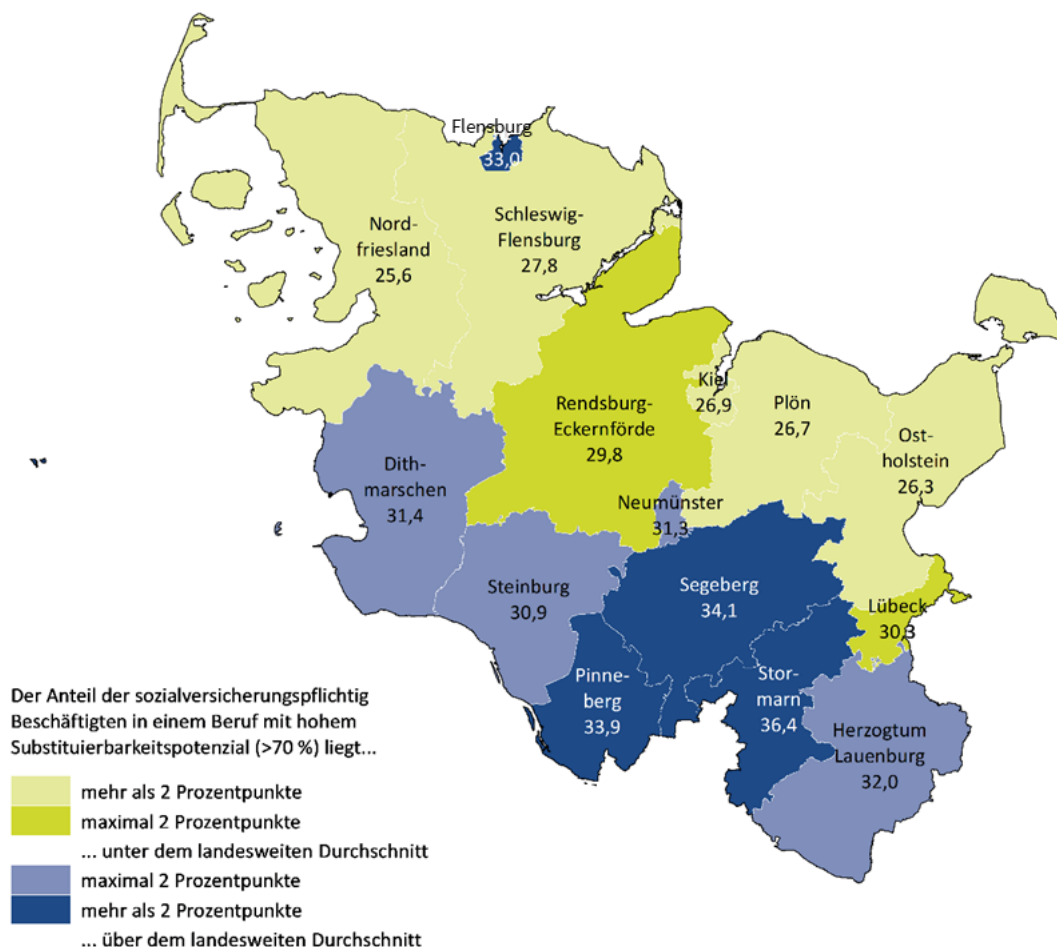 Flensburg
33,0
Nord-
friesland
25,6
Schleswig-
Flensburg
27,8
Kiel
26,9
Plön
26,7
Rendsburg-
Eckernförde
29,8
Ost-
holstein
26,3
Dith-
marschen
31,4
Neumünster
31,3
Steinburg
30,9
Segeberg
34,1
Lübeck
30,3
Pinne-
berg
33,9
Stor-
marn
36,4
Herzogtum
Lauenburg
32,0
Der Anteil der sozialversicherungspflichtig
Beschäftigten in einem Beruf mit hohem
Substituierbarkeitspotenzial (>70 %) liegt...
mehr als 2 Prozentpunkte
maximal 2 Prozentpunkte
... unter dem landesweiten Durchschnitt
maximal 2 Prozentpunkte
mehr als 2 Prozentpunkte
... über dem landesweiten Durchschnitt